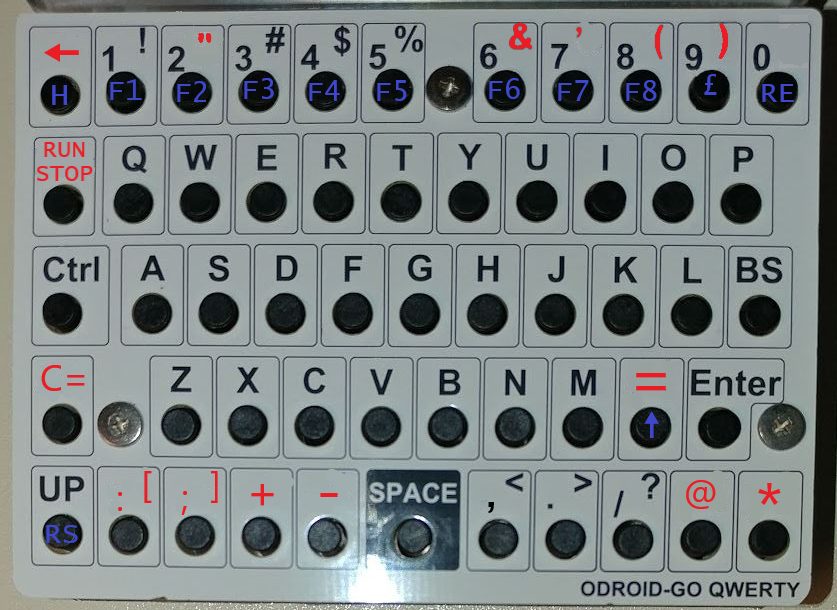 ← 1 ! 2 " 3 # 4 $ 5 % 6 & 7 ' 8 ( 9 ) 0
H F1 F2 F3 F4 F5 F6 F7 F8 £ RE
RUN
STOP Q W E R T Y U I O P
Ctrl A S D F G H J K L BS
C= Z X C V B N M = Enter
↑
UP : [ ; ] + - SPACE , < . > / ? @ *
RS
ODROID-GO QWERTY